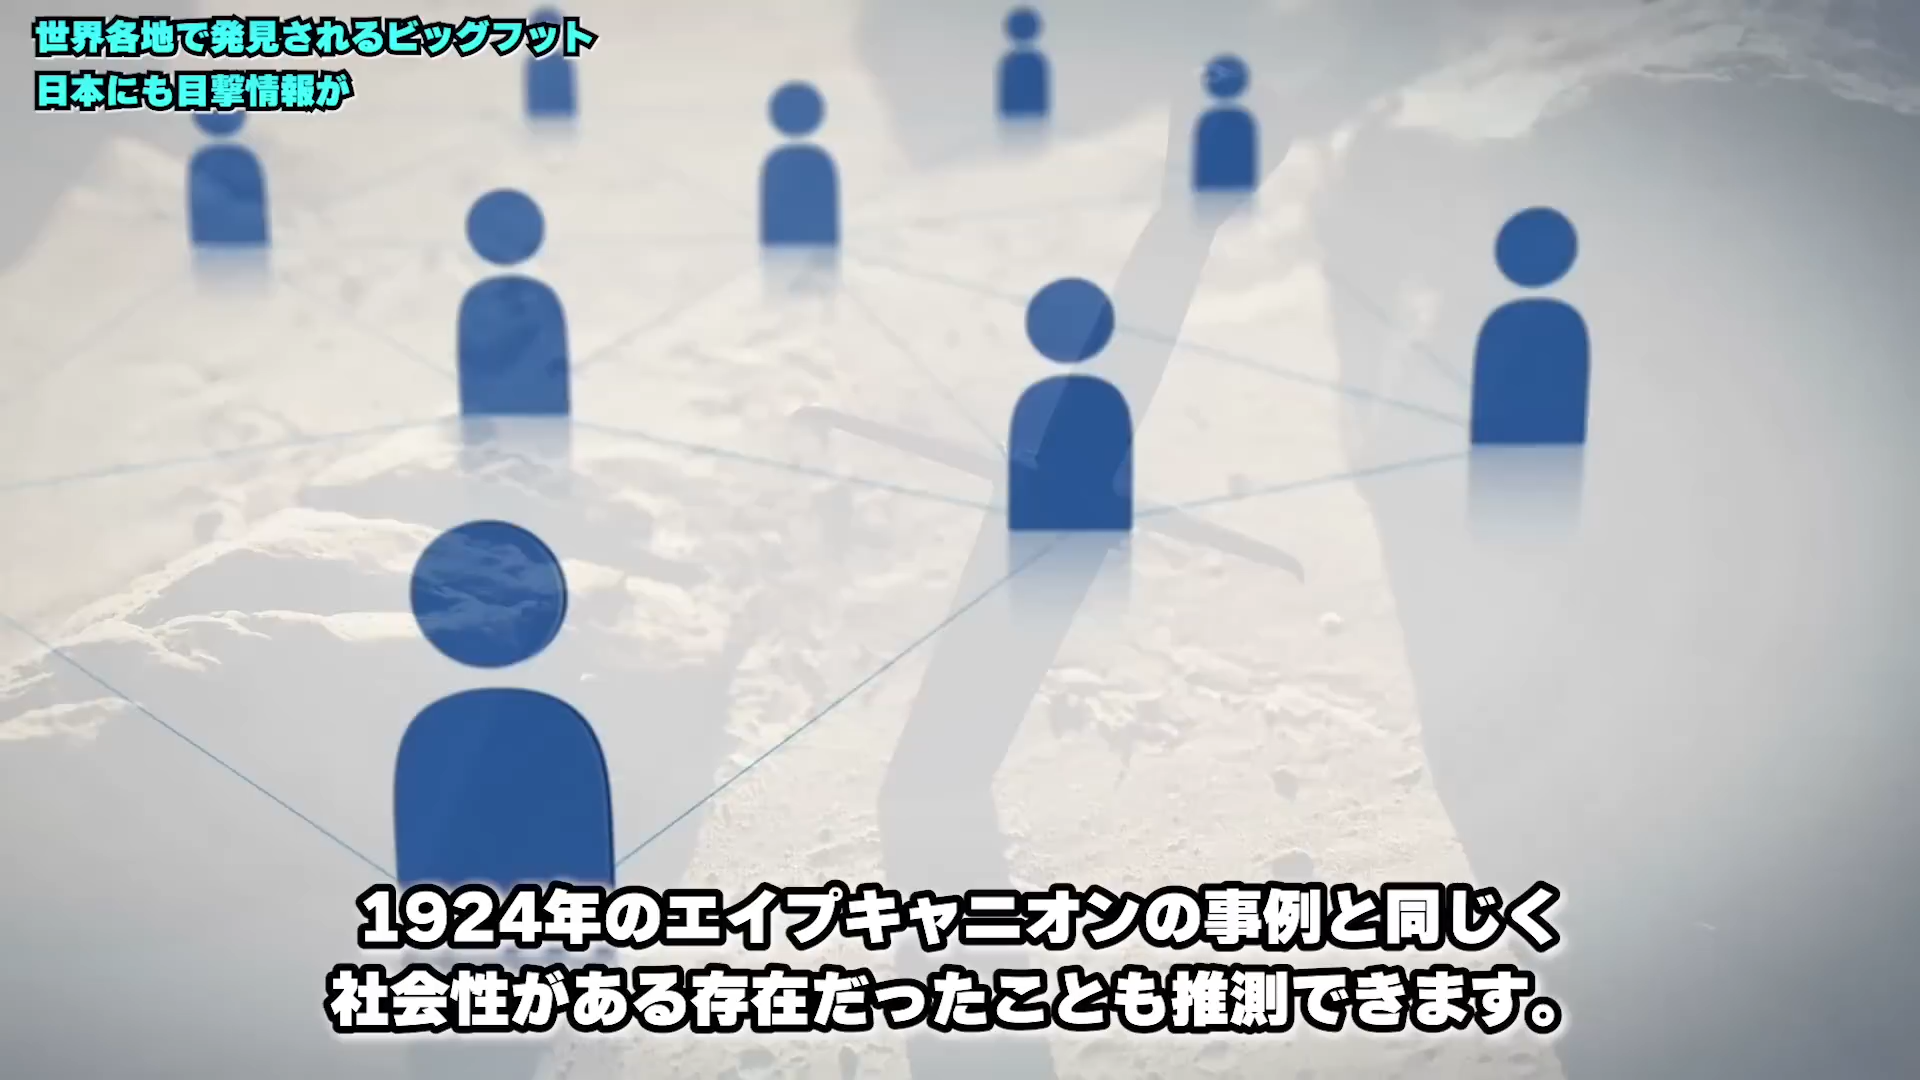 世界各地で発見されるビッグフット
日本にも目撃情報が
1924年のエイプキャニオンの事例と同じく
社会性がある存在だったことも推測できます。